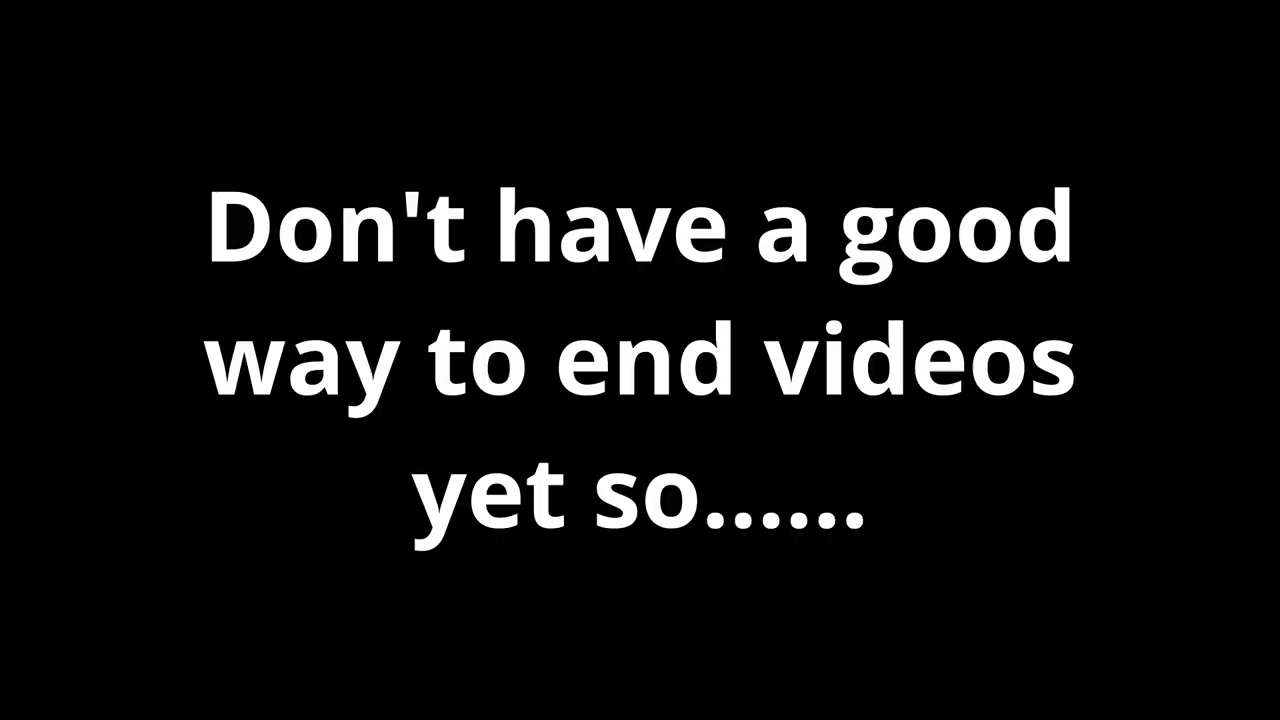 Don't have a good
way to end videos
yet so......